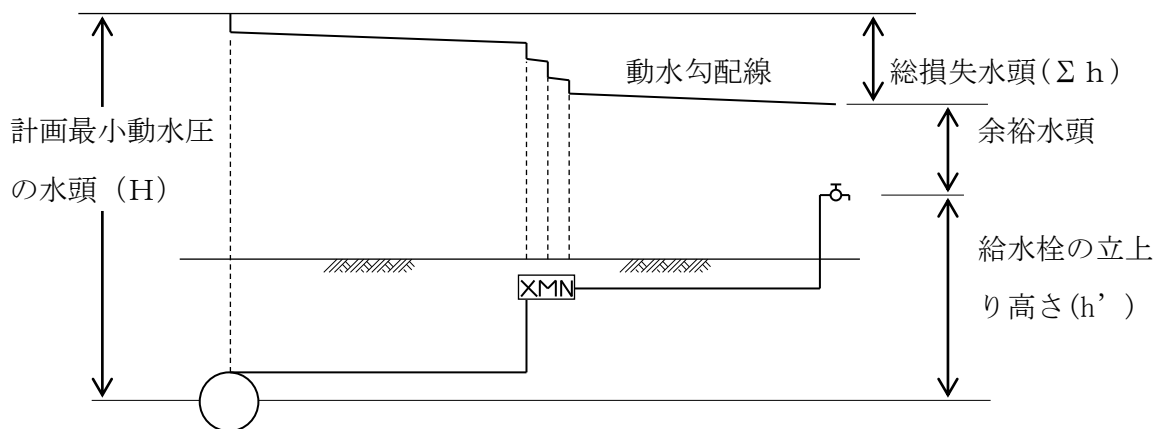 動水勾配線
総損失水頭(Σh)
計画最小動水圧
の水頭(H)
余裕水頭
XMN
給水栓の立上
り高さ(h’)